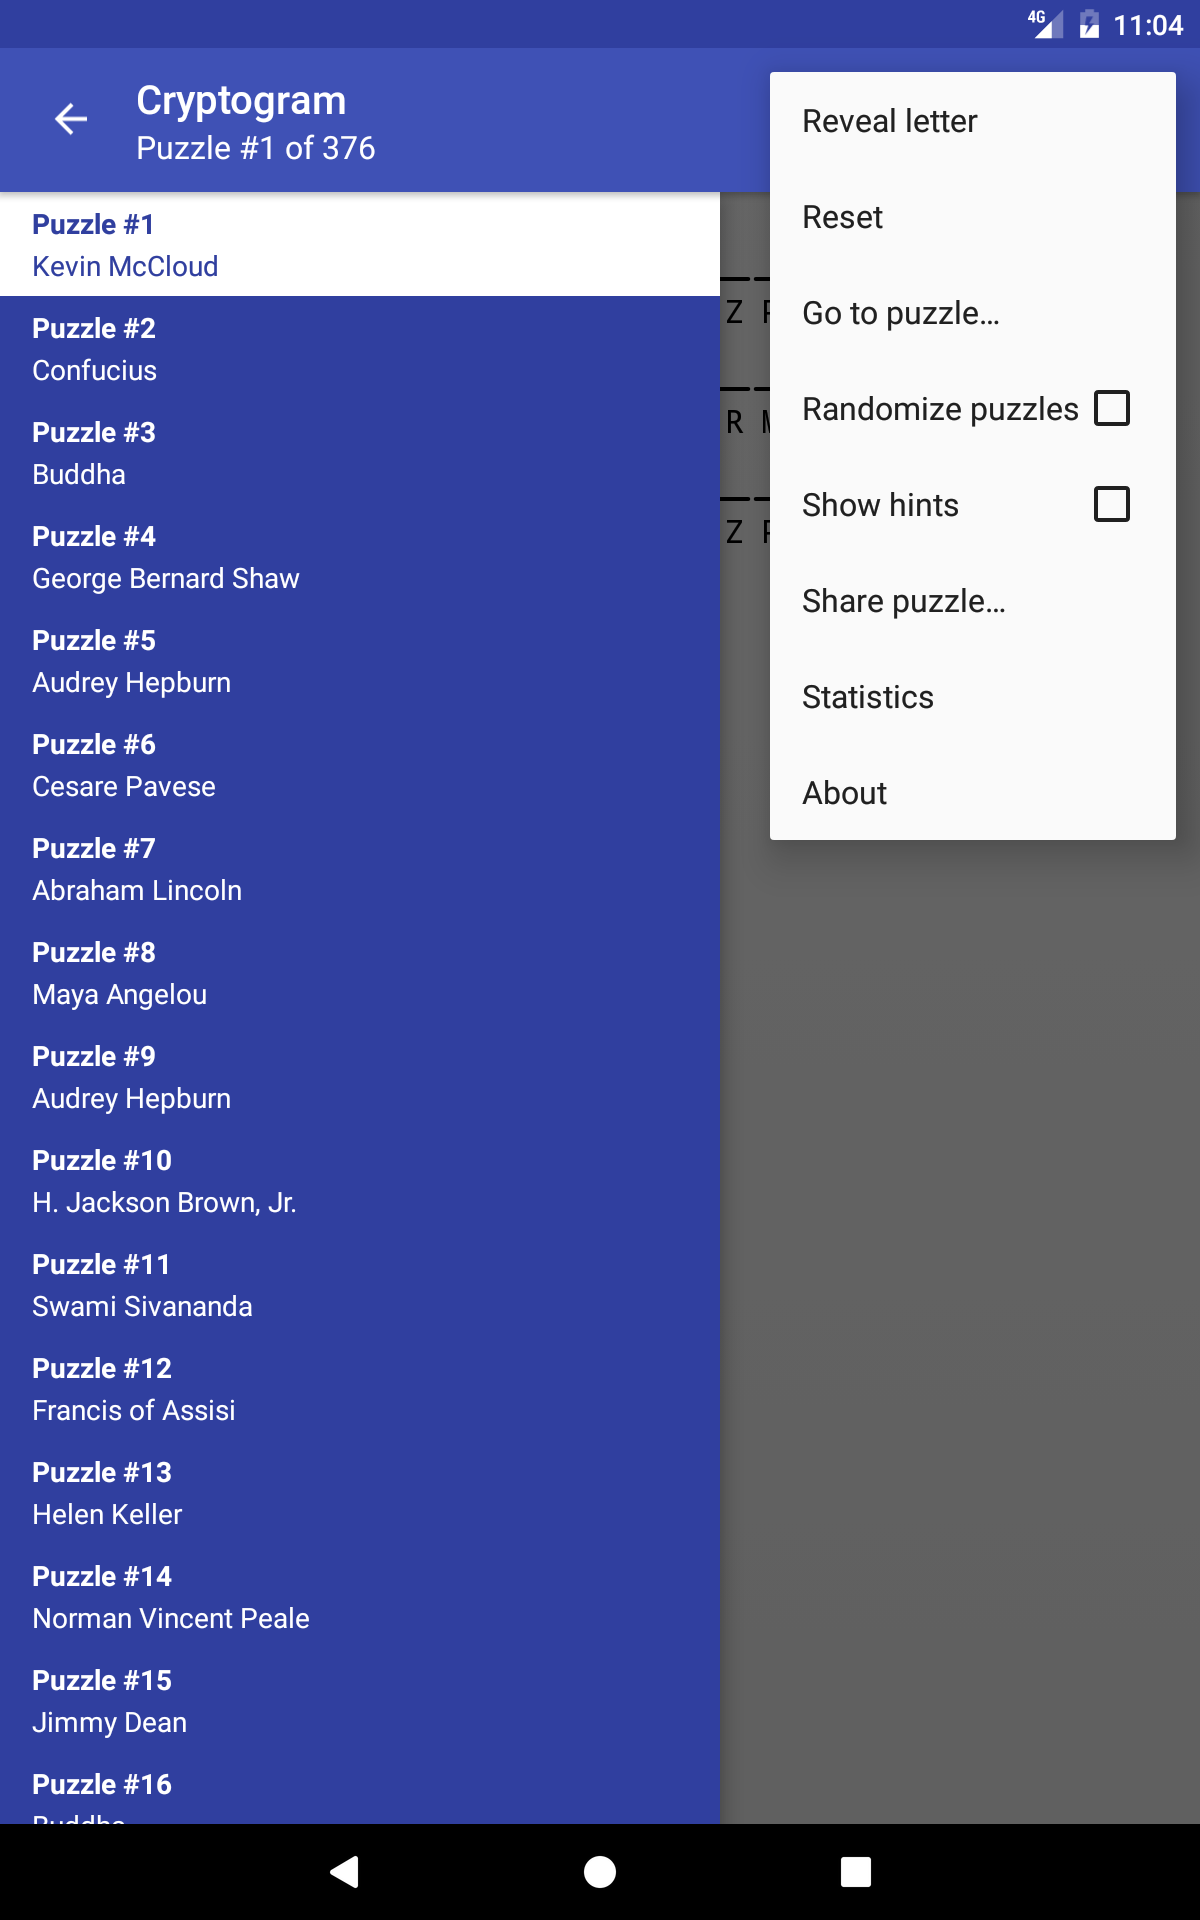 4G 11:04
Cryptogram
Puzzle #1 of 376
Puzzle #1
Kevin McCloud
Puzzle #2
Confucius
Puzzle #3
Buddha
Puzzle #4
George Bernard Shaw
Puzzle #5
Audrey Hepburn
Puzzle #6
Cesare Pavese
Puzzle #7
Abraham Lincoln
Puzzle #8
Maya Angelou
Puzzle #9
Audrey Hepburn
Puzzle #10
H. Jackson Brown, Jr.
Puzzle #11
Swami Sivananda
Puzzle #12
Francis of Assisi
Puzzle #13
Helen Keller
Puzzle #14
Norman Vincent Peale
Puzzle #15
Jimmy Dean
Puzzle #16
Buddha
Z
R
Z
Reveal letter
Reset
Go to puzzle...
Randomize puzzles
Show hints
Share puzzle...
Statistics
About